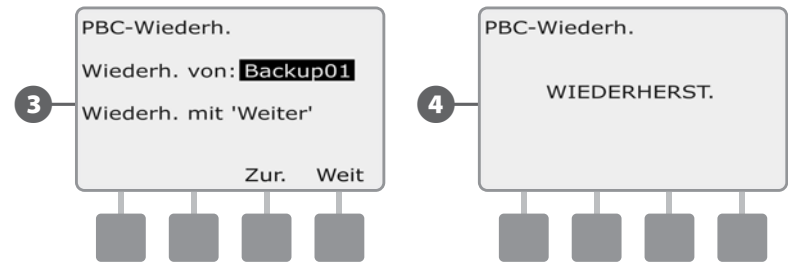 PBC-Wiederh.
Wiederh. von: Backup01
3
Wiederh. mit 'Weiter'
Zur. Weit
PBC-Wiederh.
WIEDERHERST.
4